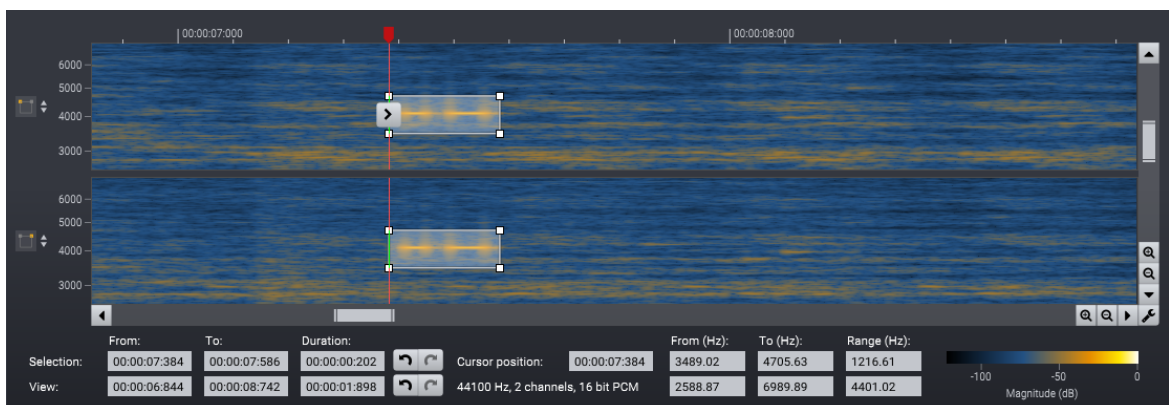 00:00:07:000 00:00:08:000
6000
5000
4000
3000
6000
5000
4000
3000
From: To: Duration: From (Hz): To (Hz): Range (Hz):
Selection: 00:00:07:384 00:00:07:586 00:00:00:202 Cursor position: 00:00:07:384 3489.02 4705.63 1216.61
View: 00:00:06:844 00:00:08:742 00:00:01:898 44100 Hz, 2 channels, 16 bit PCM 2588.87 6989.89 4401.02
-100 -50 0
Magnitude (dB)